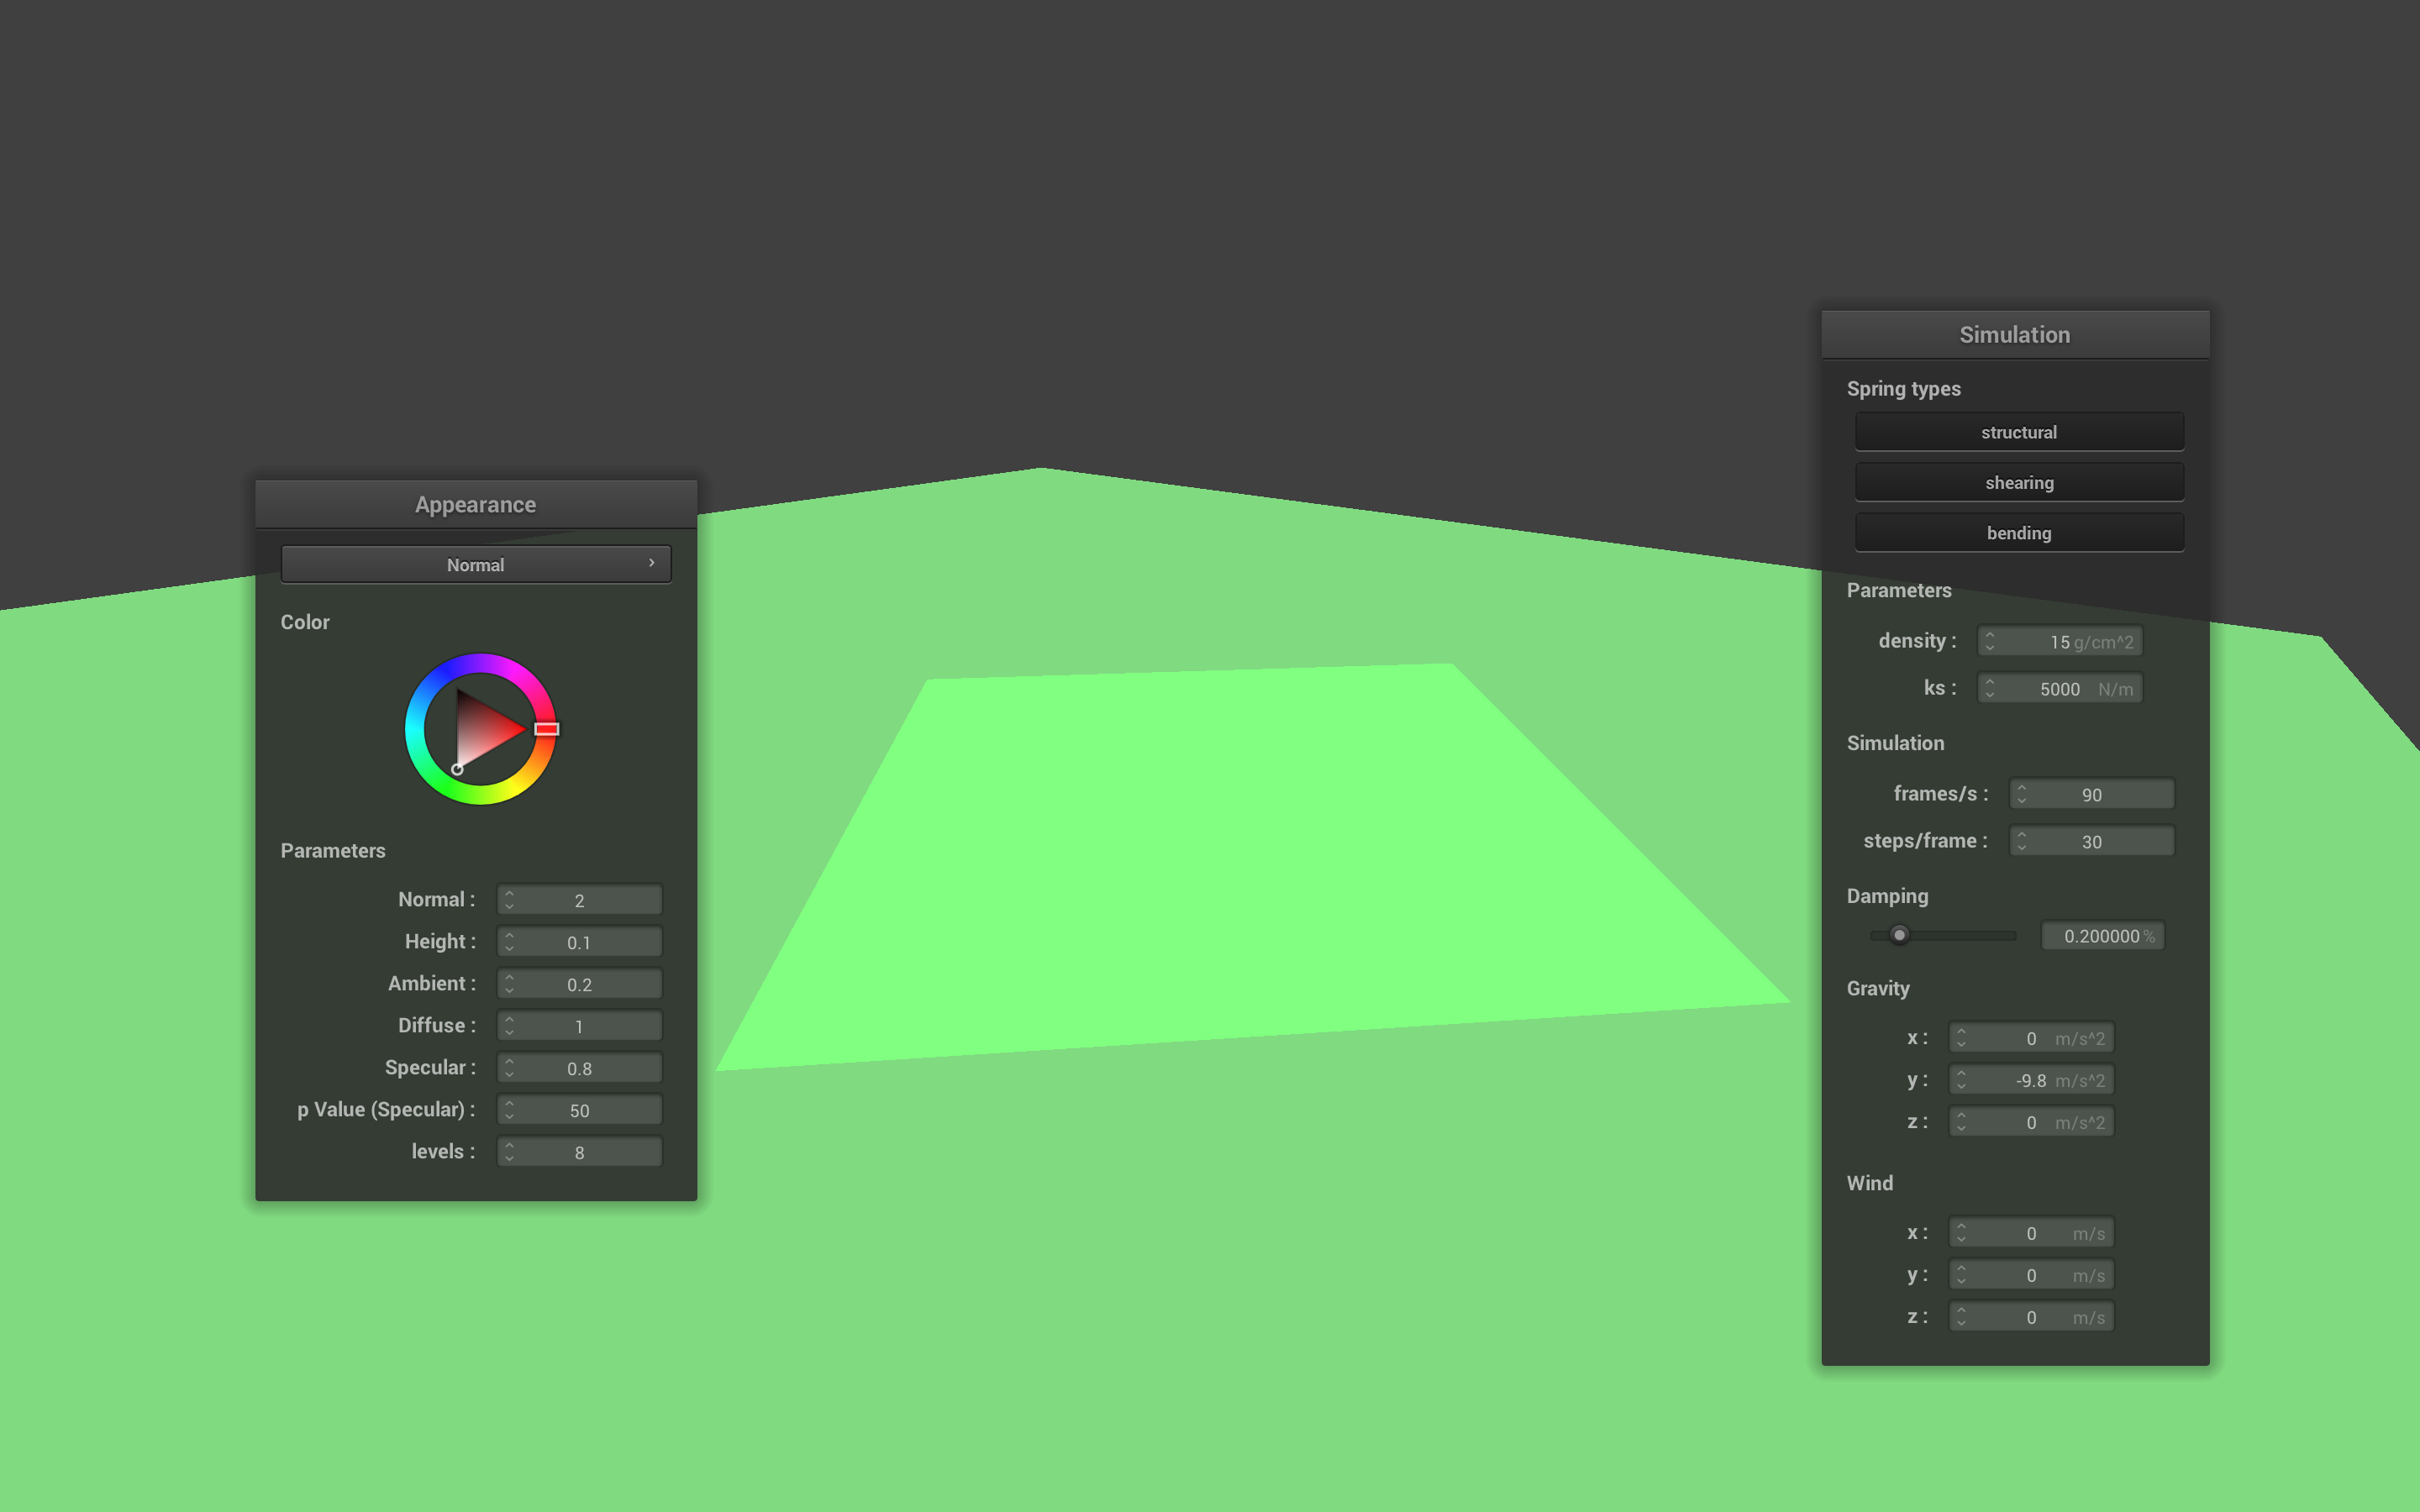 Appearance
Normal
Color
Parameters
Normal : 2
Height : 0.1
Ambient : 0.2
Diffuse : 1
Specular : 0.8
p Value (Specular) : 50
levels : 8
Simulation
Spring types
structural
shearing
bending
Parameters
density : 15 g/cm^2
ks : 5000 N/m
Simulation
frames/s : 90
steps/frame : 30
Damping
0.200000 %
Gravity
x : 0 m/s^2
y : -9.8 m/s^2
z : 0 m/s^2
Wind
x : 0 m/s
y : 0 m/s
z : 0 m/s